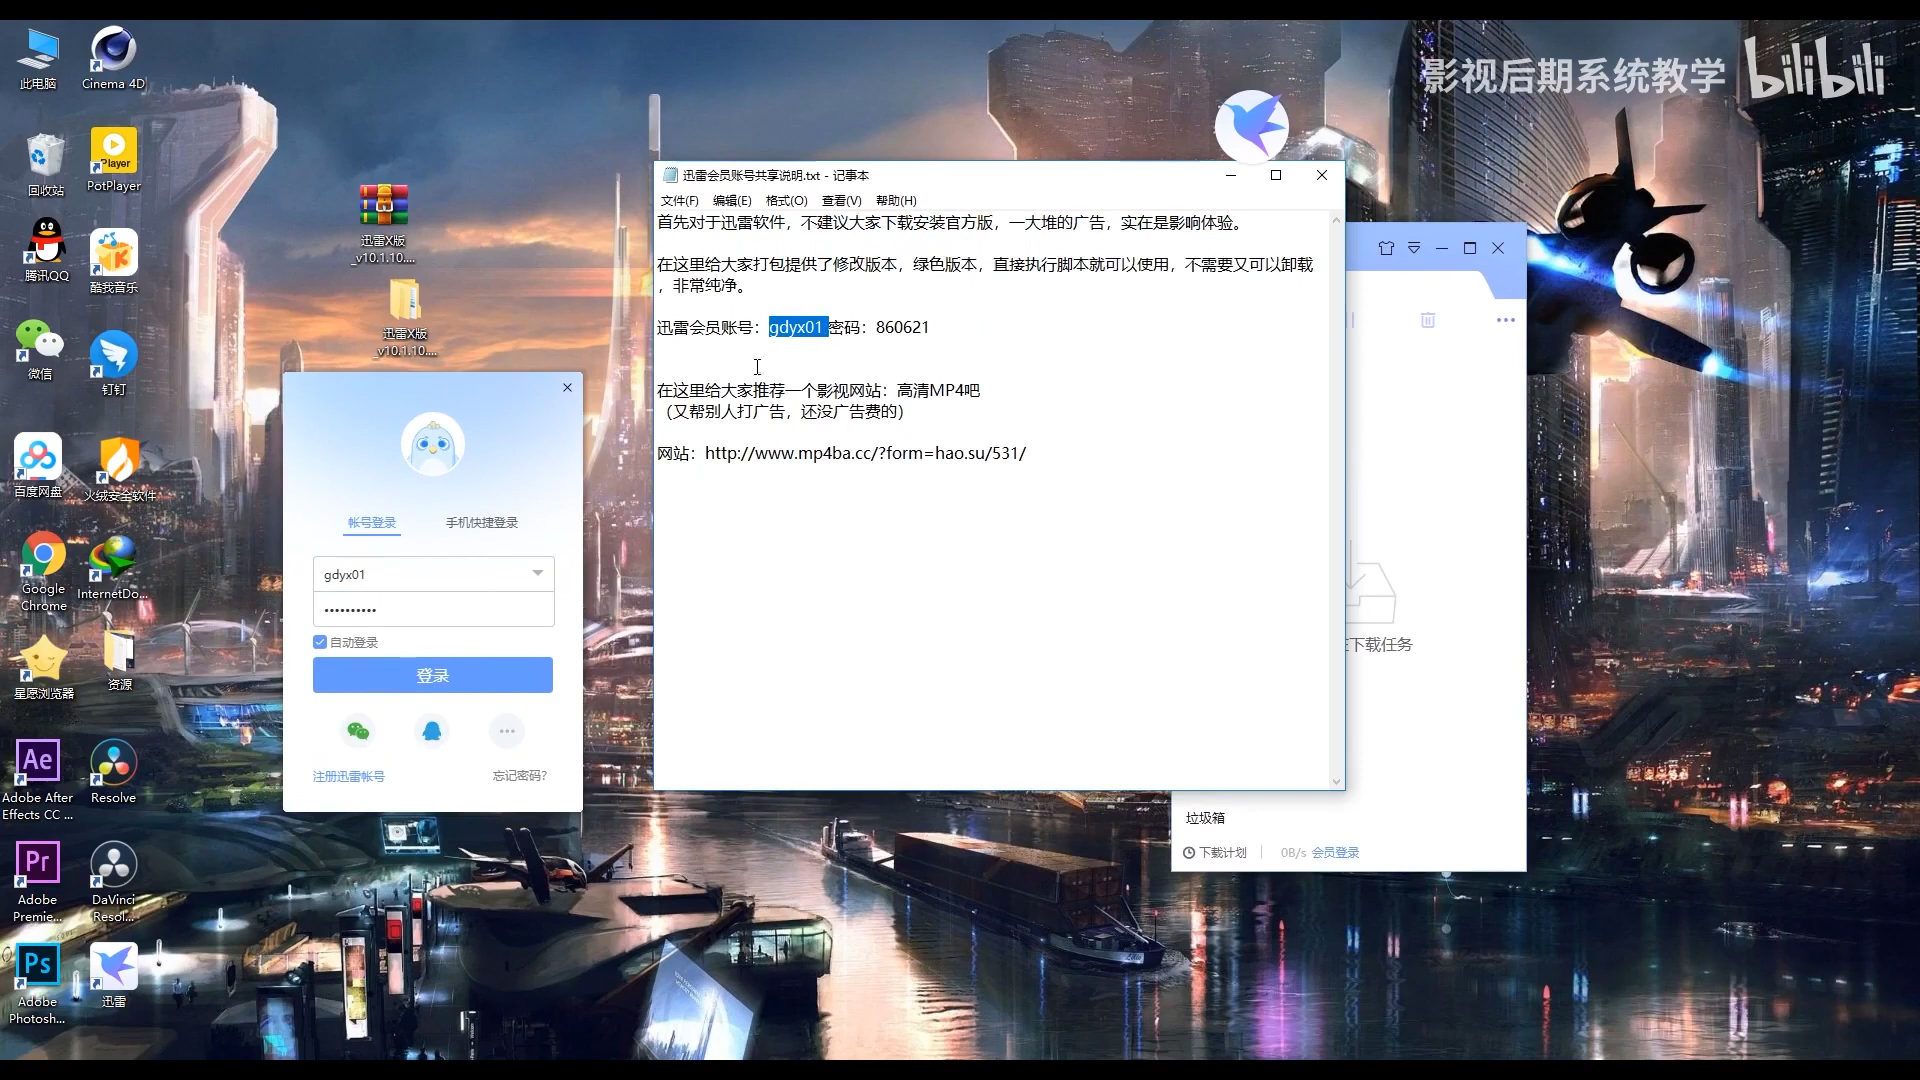 影视后期系统教学 bilibili
此电脑
Cinema 4D
回收站
Player
PotPlayer
腾讯QQ
酷我音乐
微信
钉钉
百度网盘
火绒安全软件
Google
Chrome
InternetDo...
星愿浏览器
资源
Ae
Adobe After
Effects CC ...
Resolve
Pr
Adobe
Premie...
DaVinci
Resol...
Ps
Adobe
Photosh...
迅雷
迅雷X版
_v10.1.10....
迅雷X版
_v10.1.10....
帐号登录 手机快捷登录
gdyx01
••••••••••
自动登录
登录
注册迅雷帐号 忘记密码?
迅雷会员账号共享说明.txt - 记事本
文件(F) 编辑(E) 格式(O) 查看(V) 帮助(H)
首先对于迅雷软件，不建议大家下载安装官方版，一大堆的广告，实在是影响体验。
在这里给大家打包提供了修改版本，绿色版本，直接执行脚本就可以使用，不需要又可以卸载
，非常纯净。
迅雷会员账号：gdyx01 密码：860621
在这里给大家推荐一个影视网站：高清MP4吧
（又帮别人打广告，还没广告费的）
网站：http://www.mp4ba.cc/?form=hao.su/531/
下载任务
垃圾箱
下载计划 0B/s 会员登录